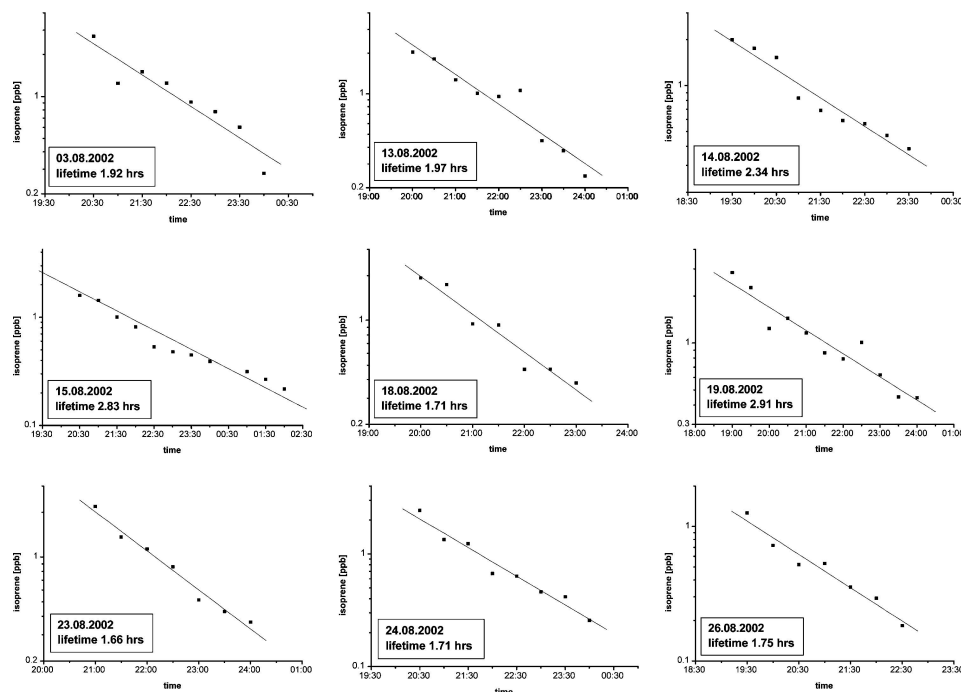 isoprene [ppb]
1
0.2
03.08.2002
lifetime 1.92 hrs
19:30 20:30 21:30 22:30 23:30 00:30
time
isoprene [ppb]
1
0.2
13.08.2002
lifetime 1.97 hrs
19:00 20:00 21:00 22:00 23:00 24:00 01:00
time
isoprene [ppb]
1
14.08.2002
lifetime 2.34 hrs
18:30 19:30 20:30 21:30 22:30 23:30 00:30
time
isoprene [ppb]
1
0.1
15.08.2002
lifetime 2.83 hrs
19:30 20:30 21:30 22:30 23:30 00:30 01:30 02:30
time
isoprene [ppb]
1
0.2
18.08.2002
lifetime 1.71 hrs
19:00 20:00 21:00 22:00 23:00 24:00
time
isoprene [ppb]
1
0.3
19.08.2002
lifetime 2.91 hrs
18:00 19:00 20:00 21:00 22:00 23:00 24:00 01:00
time
isoprene [ppb]
1
0.2
23.08.2002
lifetime 1.66 hrs
20:00 21:00 22:00 23:00 24:00 01:00
time
isoprene [ppb]
1
0.1
24.08.2002
lifetime 1.71 hrs
19:30 20:30 21:30 22:30 23:30 00:30
time
isoprene [ppb]
1
0.1
26.08.2002
lifetime 1.75 hrs
18:30 19:30 20:30 21:30 22:30 23:30
time